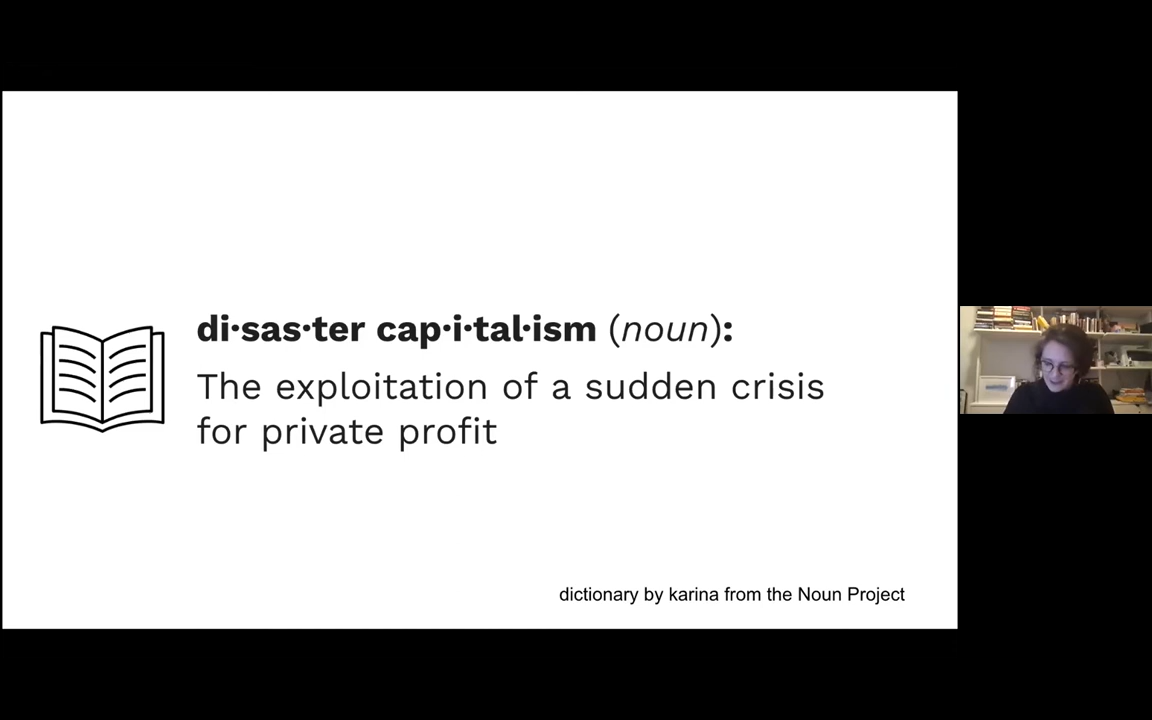 di·sas·ter cap·i·tal·ism (noun):
The exploitation of a sudden crisis
for private profit
dictionary by karina from the Noun Project